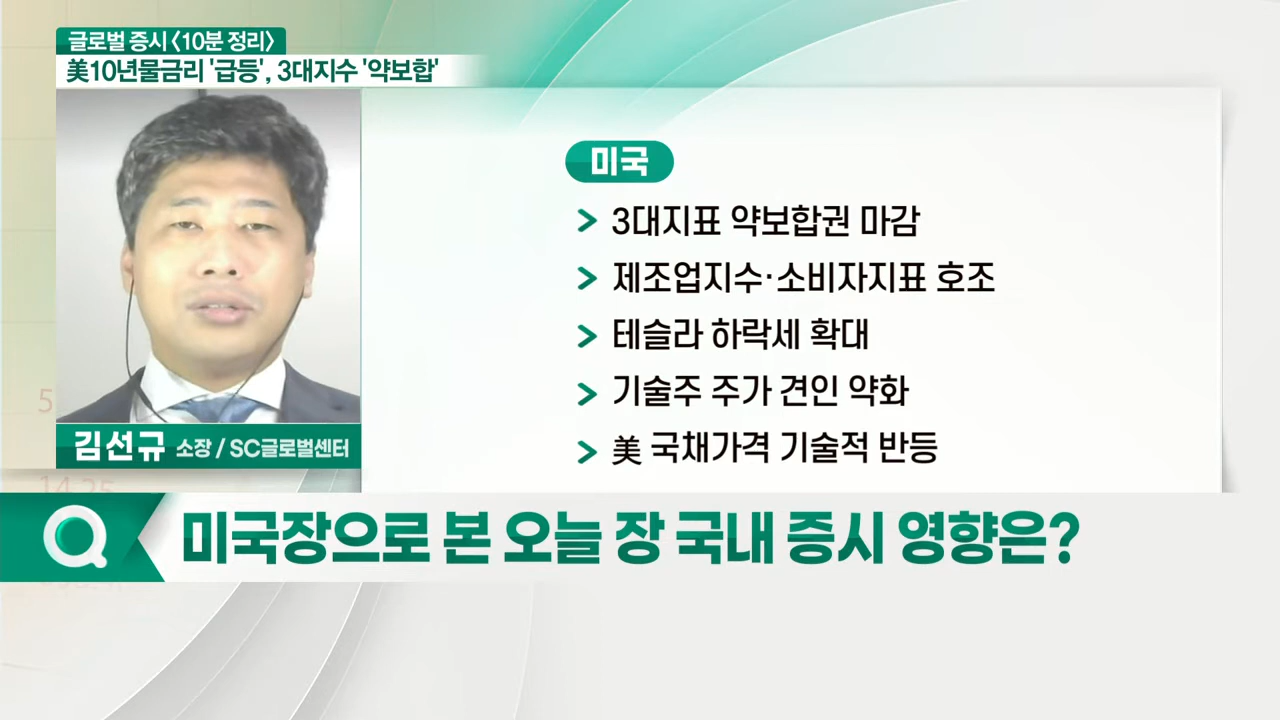 글로벌 증시 <10분 정리>
美10년물금리 '급등', 3대지수 '약보합'
미국
> 3대지표 약보합권 마감
> 제조업지수·소비자지표 호조
> 테슬라 하락세 확대
> 기술주 주가 견인 약화
> 美 국채가격 기술적 반등
김선규 소장 / SC글로벌센터
Q 미국장으로 본 오늘 장 국내 증시 영향은?